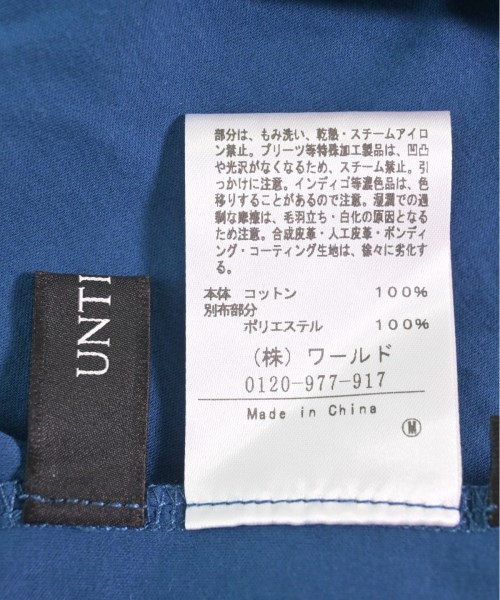 部分は、もみ洗い、乾熱・スチームアイロ
ン禁止。プリーツ等特殊加工製品は、凹凸
や光沢がなくなるため、スチーム禁止。引
っかけに注意。インディゴ等濃色品は、色
移りすることがあるので注意。湿潤での過
剰な摩擦は、毛羽立ち・白化の原因となる
ため注意。合成皮革・人工皮革・ボンディ
ング・コーティング生地は、徐々に劣化す
る。
本体 コットン 100%
別布部分
ポリエステル 100%
(株) ワールド
0120-977-917
Made in China
M
UNTI